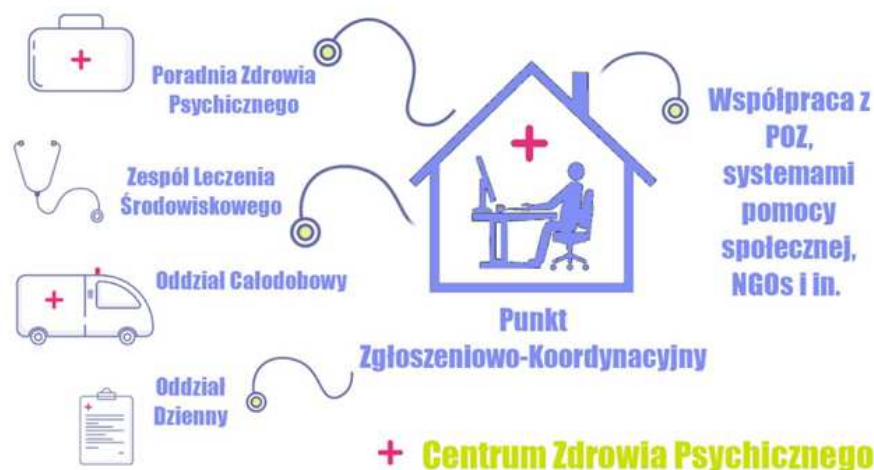 Poradnia Zdrowia
Psychicznego
Zespół Leczenia
Środowiskowego
Oddział Całodobowy
Oddział
Dzienny
Punkt
Zgłoszeniowo-Koordynacyjny
Współpraca z
POZ,
systemami
pomocy
społecznej,
NGOs i in.
+ Centrum Zdrowia Psychicznego